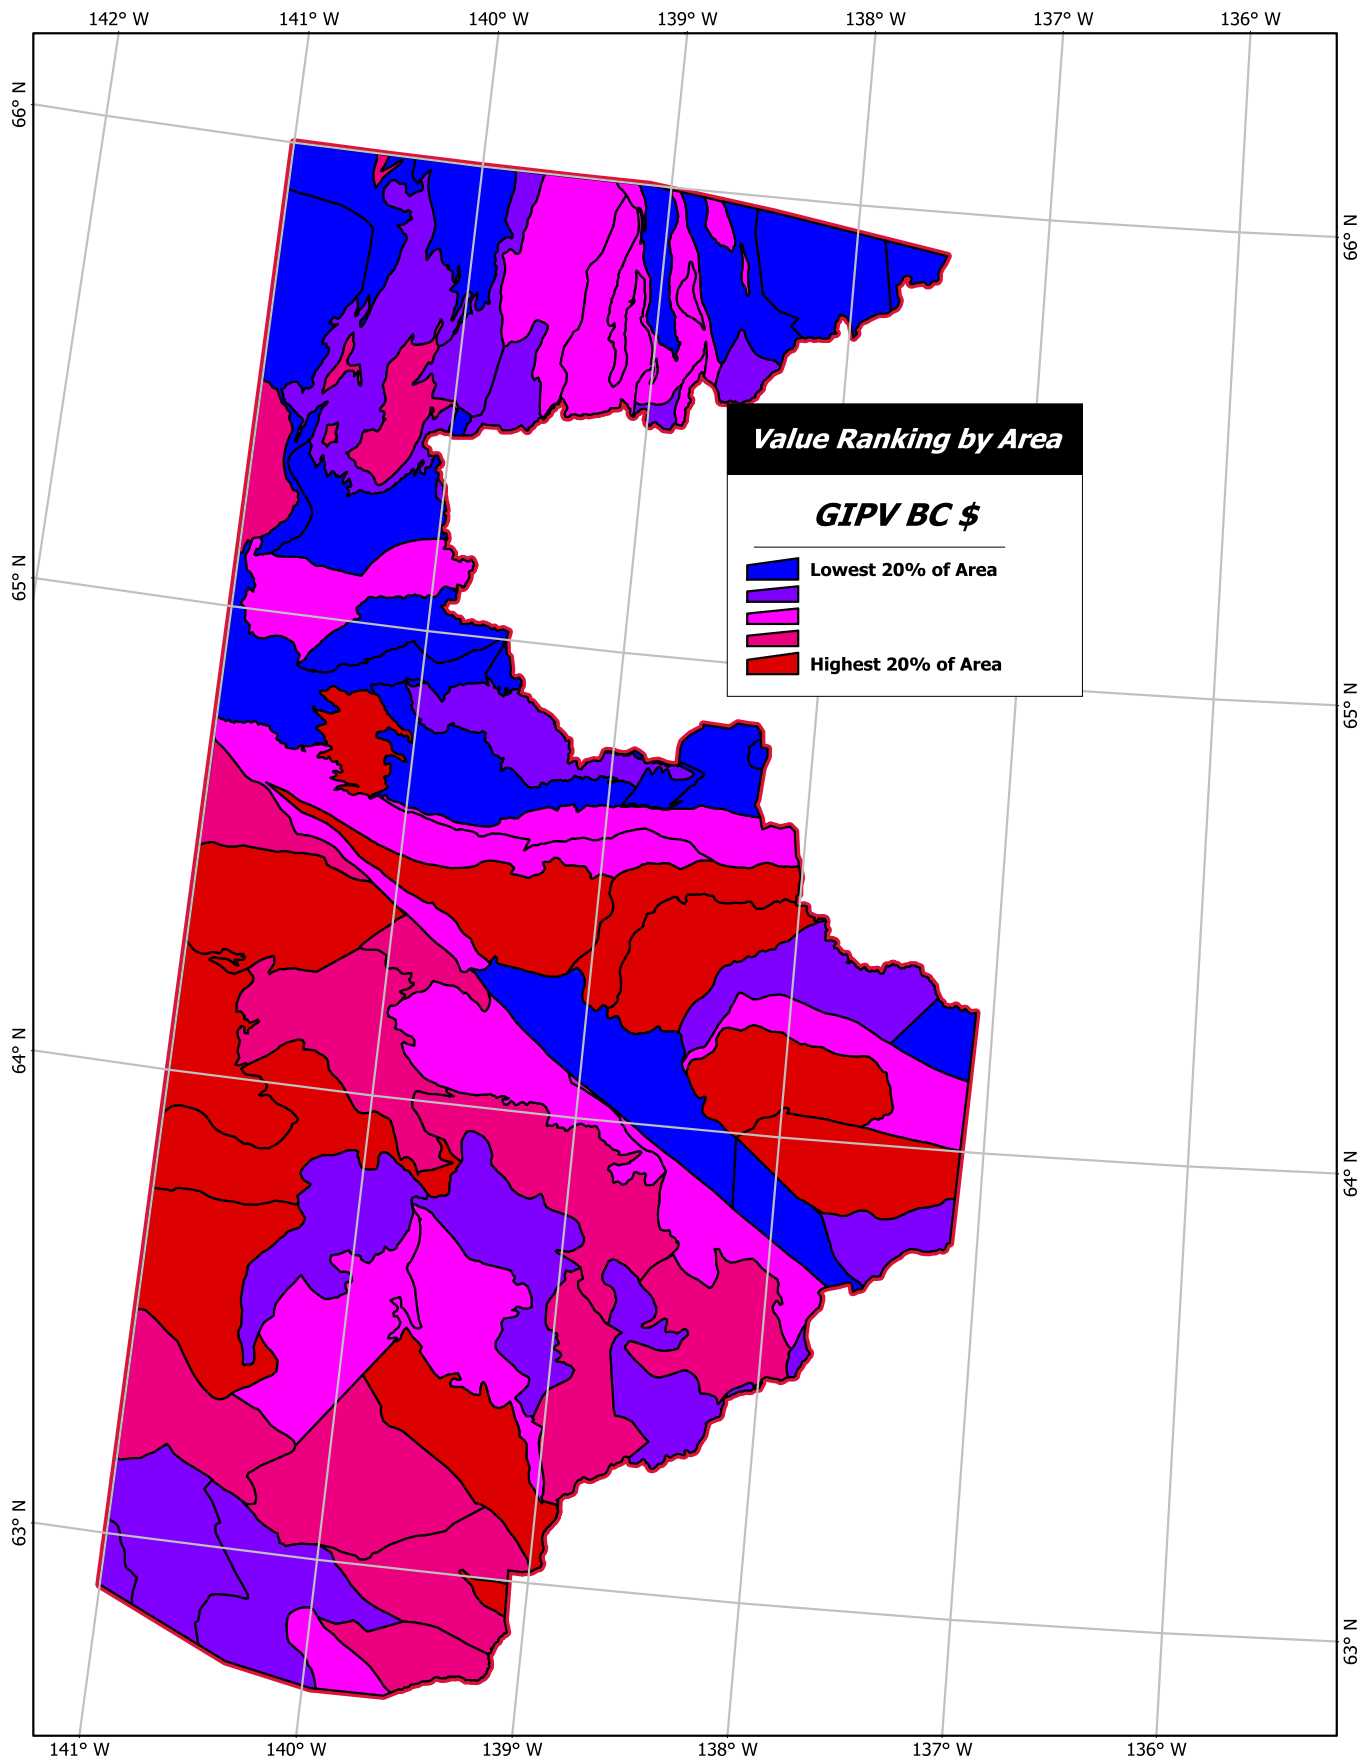 142° W 141° W 140° W 139° W 138° W 137° W 136° W
66° N
66° N
Value Ranking by Area
GIPV BC $
Lowest 20% of Area
Highest 20% of Area
65° N
65° N
64° N
64° N
63° N
63° N
141° W 140° W 139° W 138° W 137° W 136° W